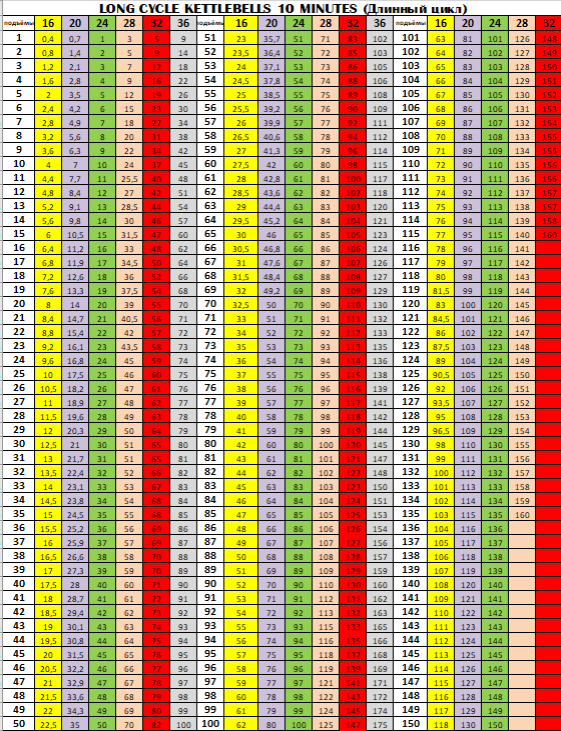 LONG CYCLE KETTLEBELLS 10 MINUTES (Длинный цикл)
подъёмы 16 20 24 28 32 36 подъёмы 16 20 24 28 32 36 подъёмы 16 20 24 28 32
1 0,4 0,7 1 3 5 9 51 23 35,7 51 71 83 102 101 63 81 101 126 148
2 0,8 1,4 2 5 9 14 52 23,5 36,4 52 72 85 103 102 64 82 102 127 149
3 1,2 2,1 3 7 12 18 53 24 37,1 53 73 86 105 103 65 83 103 128 150
4 1,6 2,8 4 9 16 22 54 24,5 37,8 54 74 88 106 104 66 84 104 129 151
5 2 3,5 5 12 19 26 55 25 38,5 55 75 89 108 105 67 85 105 130 152
6 2,4 4,2 6 15 23 30 56 25,5 39,2 56 76 90 109 106 68 86 106 131 153
7 2,8 4,9 7 18 27 34 57 26 39,9 57 77 92 111 107 69 87 107 132 154
8 3,2 5,6 8 20 31 38 58 26,5 40,6 58 78 94 112 108 70 88 108 133 155
9 3,6 6,3 9 22 34 42 59 27 41,3 59 79 96 114 109 71 89 109 134 155
10 4 7 10 24 37 45 60 27,5 42 60 80 98 115 110 72 90 110 135 156
11 4,4 7,7 11 25,5 40 48 61 28 42,8 61 81 100 117 111 73 91 111 136 156
12 4,8 8,4 12 27 42 51 62 28,5 43,6 62 82 102 118 112 74 92 112 137 157
13 5,2 9,1 13 28,5 44 54 63 29 44,4 63 83 103 120 113 75 93 113 138 157
14 5,6 9,8 14 30 46 57 64 29,5 45,2 64 84 104 121 114 76 94 114 139 158
15 6 10,5 15 31,5 47 60 65 30 46 65 85 105 123 115 77 95 115 140 160
16 6,4 11,2 16 33 48 62 66 30,5 46,8 66 86 106 124 116 78 96 116 141
17 6,8 11,9 17 34,5 50 64 67 31 47,6 67 87 107 126 117 79 97 117 142
18 7,2 12,6 18 36 52 66 68 31,5 48,4 68 88 108 127 118 80 98 118 143
19 7,6 13,3 19 37,5 54 68 69 32 49,2 69 89 109 129 119 81,5 99 119 144
20 8 14 20 39 55 70 70 32,5 50 70 90 110 130 120 83 100 120 145
21 8,4 14,7 21 40,5 56 71 71 33 51 71 91 111 132 121 84,5 101 121 146
22 8,8 15,4 22 42 57 72 72 34 52 72 92 112 133 122 86 102 122 147
23 9,2 16,1 23 43,5 58 73 73 35 53 73 93 113 135 123 87,5 103 123 148
24 9,6 16,8 24 45 59 74 74 36 54 74 94 114 136 124 89 104 124 149
25 10 17,5 25 46 60 75 75 37 55 75 95 115 138 125 90,5 105 125 150
26 10,5 18,2 26 47 61 76 76 38 56 76 96 116 139 126 92 106 126 151
27 11 18,9 27 48 62 77 77 39 57 77 97 117 141 127 93,5 107 127 152
28 11,5 19,6 28 49 63 78 78 40 58 78 98 118 142 128 95 108 128 153
29 12 20,3 29 50 64 79 79 41 59 79 99 119 144 129 96,5 109 129 154
30 12,5 21 30 51 65 80 80 42 60 80 100 120 145 130 98 110 130 155
31 13 21,7 31 51 65 81 81 43 61 81 101 121 147 131 99 111 131 156
32 13,5 22,4 32 52 66 82 82 44 62 82 102 122 148 132 100 112 132 157
33 14 23,1 33 53 67 83 83 45 63 83 103 123 150 133 101 113 133 158
34 14,5 23,8 34 54 68 84 84 46 64 84 104 124 151 134 102 114 134 159
35 15 24,5 35 55 68 85 85 47 65 85 105 125 153 135 103 115 135 160
36 15,5 25,2 36 56 69 86 86 48 66 86 106 126 154 136 104 116 136
37 16 25,9 37 57 69 87 87 49 67 87 107 127 156 137 105 117 137
38 16,5 26,6 38 58 70 88 88 50 68 88 108 128 157 138 106 118 138
39 17 27,3 39 59 70 89 89 51 69 89 109 129 159 139 107 119 139
40 17,5 28 40 60 71 90 90 52 70 90 110 130 160 140 108 120 140
41 18 28,7 41 61 72 91 91 53 71 91 112 131 162 141 109 121 141
42 18,5 29,4 42 62 73 92 92 54 72 92 113 132 163 142 110 122 142
43 19 30,1 43 63 74 93 93 55 73 93 115 133 165 143 111 123 143
44 19,5 30,8 44 64 75 94 94 56 74 94 116 135 166 144 112 124 144
45 20 31,5 45 65 76 95 95 57 75 95 118 137 168 145 113 125 145
46 20,5 32,2 46 66 77 96 96 58 76 96 119 139 169 146 114 126 146
47 21 32,9 47 67 78 97 97 59 77 97 121 141 171 147 115 127 147
48 21,5 33,6 48 68 79 98 98 60 78 98 122 143 172 148 116 128 148
49 22 34,3 49 69 80 99 99 61 79 99 124 145 174 149 117 129 149
50 22,5 35 50 70 82 100 100 62 80 100 125 147 175 150 118 130 150